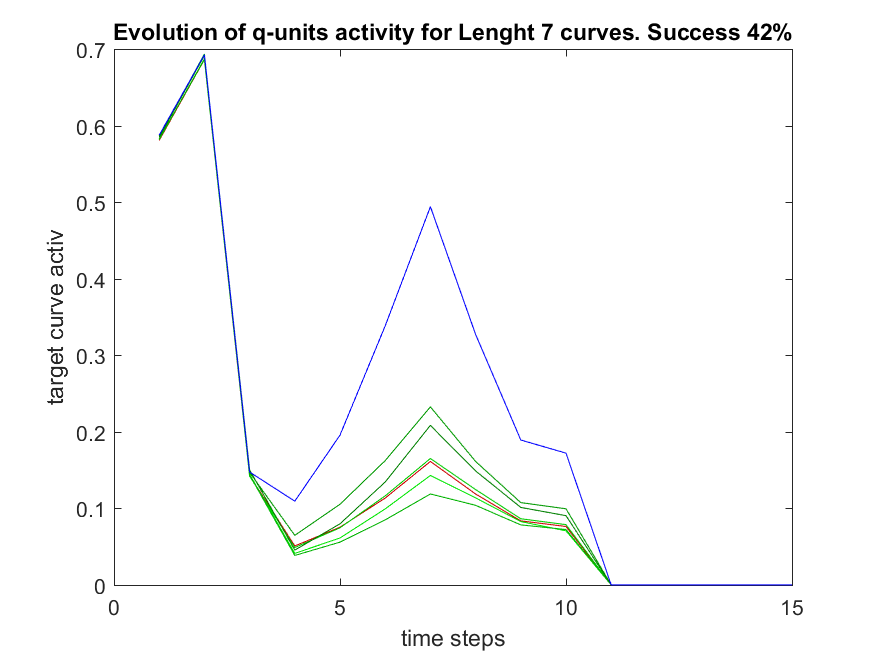 Evolution of q-units activity for Lenght 7 curves. Success 42%
0.7
0.6
0.5
0.4
0.3
0.2
0.1
0
target curve activ
0 5 10 15
time steps